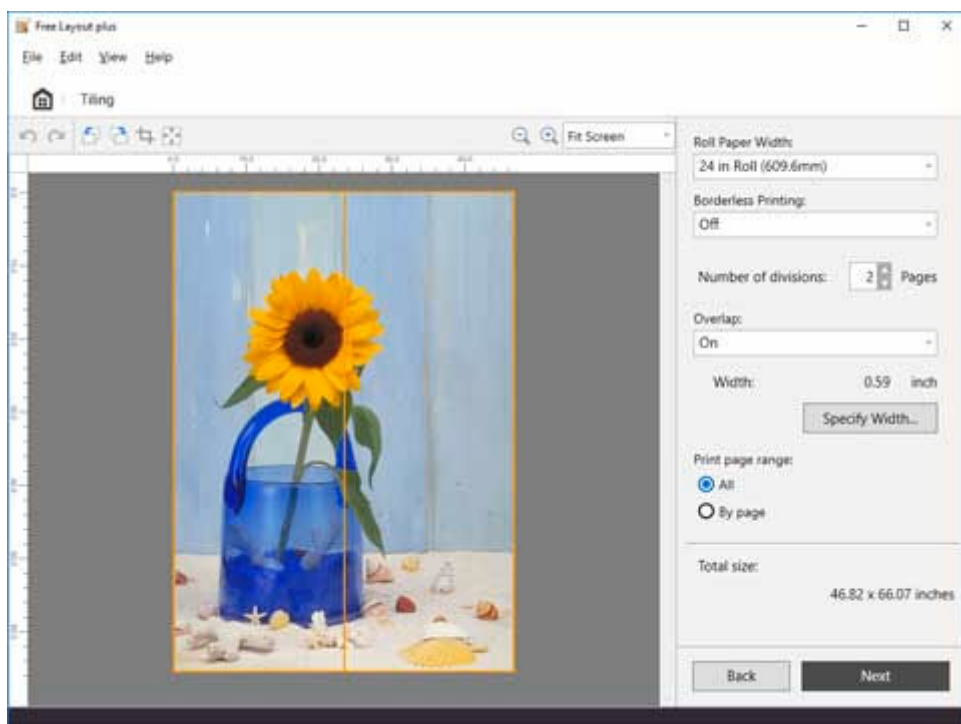 Free Layout plus
File Edit View Help
Tiling
Fit Screen
Roll Paper Width:
24 in Roll (609.6mm)
Borderless Printing:
Off
Number of divisions: 2 Pages
Overlap:
On
Width: 0.59 inch
Specify Width...
Print page range:
All
By page
Total size:
46.82 x 66.07 inches
Back Next